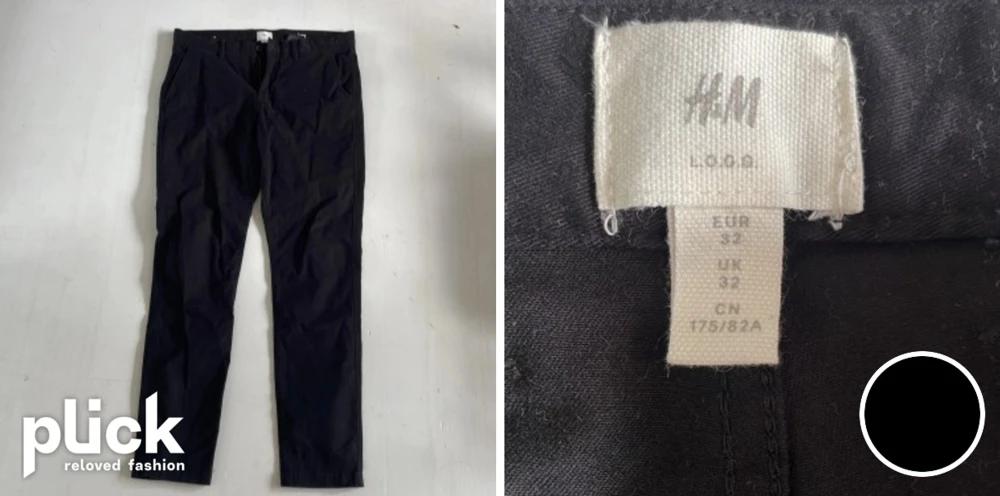 plick
reloved fashion
H&M
L.O.G.G.
EUR
32
UK
32
CN
175/82A